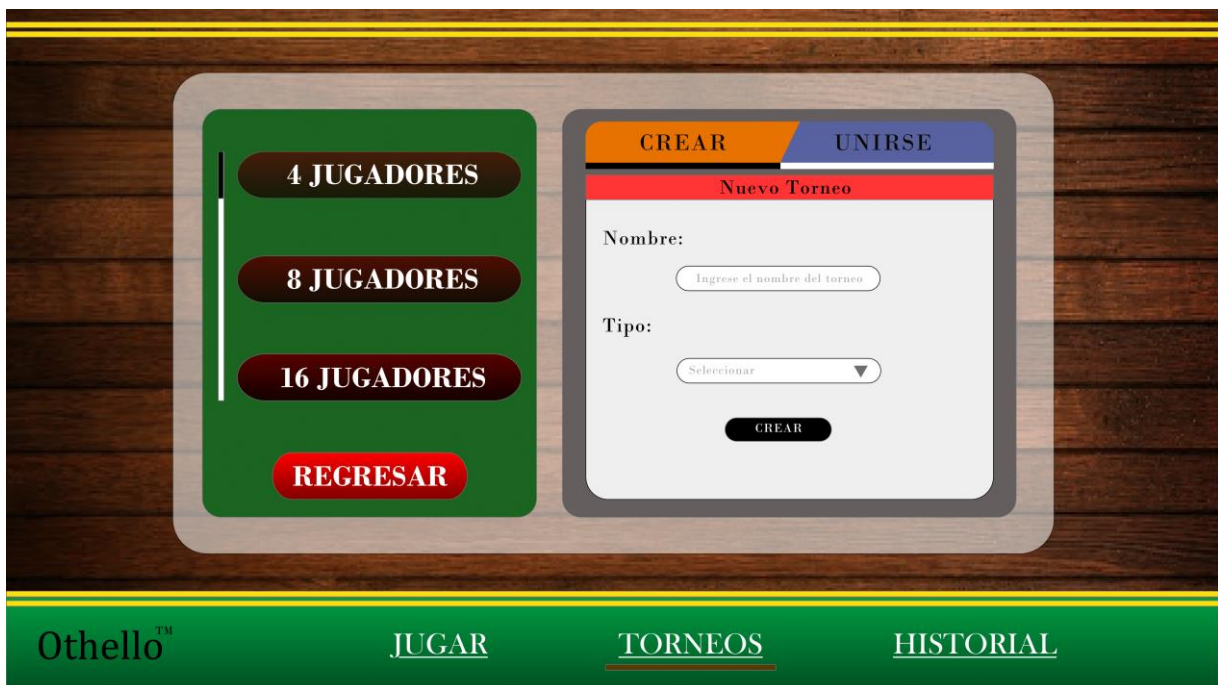 4 JUGADORES
8 JUGADORES
16 JUGADORES
REGRESAR
CREAR
UNIRSE
Nuevo Torneo
Nombre:
Ingrese el nombre del torneo
Tipo:
Seleccionar
CREAR
Othello™
JUGAR
TORNEOS
HISTORIAL